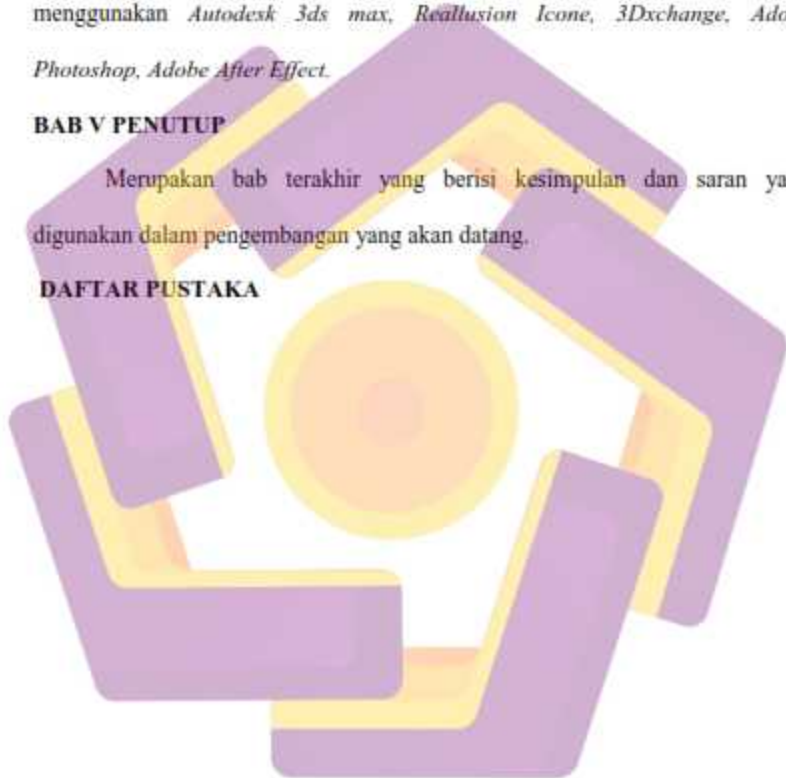 menggunakan Autodesk 3ds max, Reallusion Icone, 3Dxchange, Ado
Photoshop, Adobe After Effect.
BAB V PENUTUP
Merupakan bab terakhir yang berisi kesimpulan dan saran ya
digunakan dalam pengembangan yang akan datang.
DAFTAR PUSTAKA